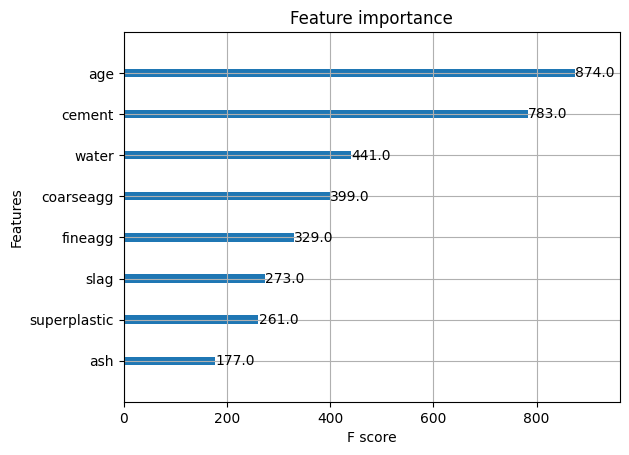 Feature importance
Features
age 874.0
cement 783.0
water 441.0
coarseagg 399.0
fineagg 329.0
slag 273.0
superplastic 261.0
ash 177.0
0 200 400 600 800
F score